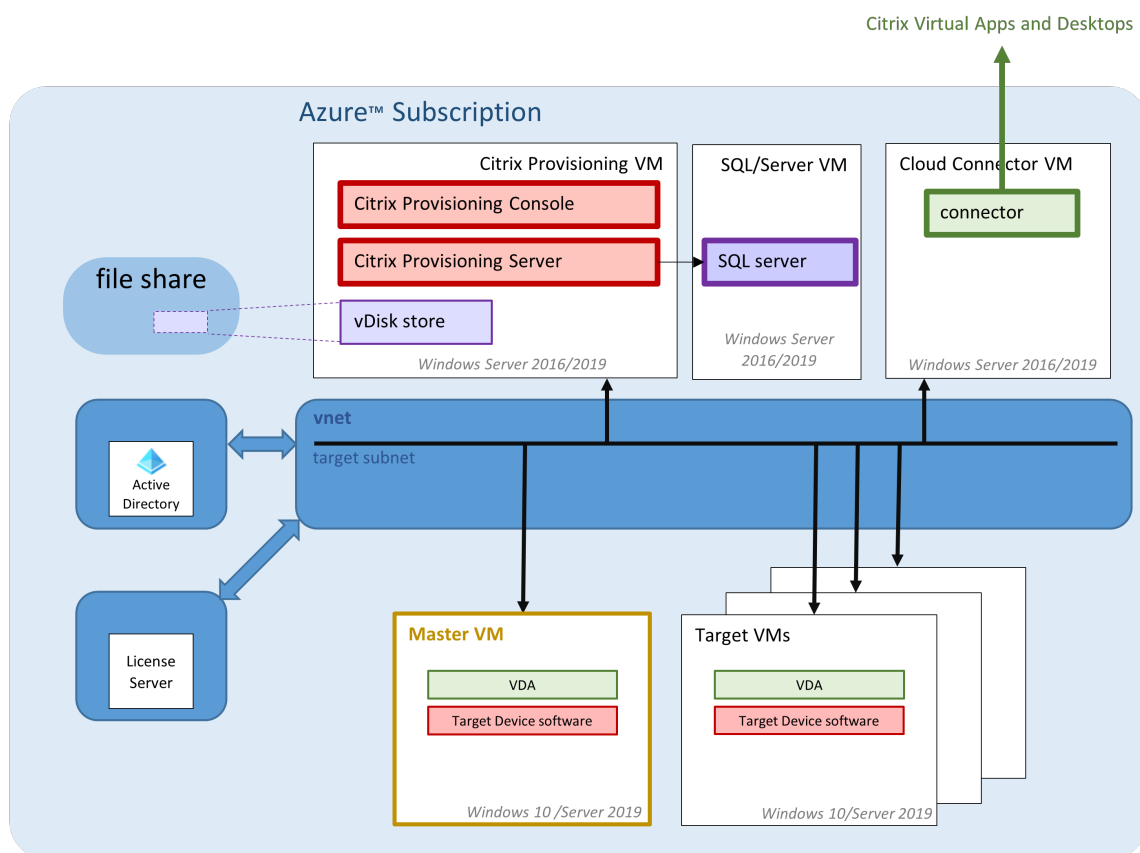 Citrix Virtual Apps and Desktops
Azure™ Subscription
Citrix Provisioning VM
Citrix Provisioning Console
Citrix Provisioning Server
vDisk store
Windows Server 2016/2019
SQL/Server VM
SQL server
Windows Server
2016/2019
Cloud Connector VM
connector
Windows Server 2016/2019
file share
vnet
target subnet
Active
Directory
License
Server
Master VM
VDA
Target Device software
Windows 10 /Server 2019
Target VMs
VDA
Target Device software
Windows 10/Server 2019